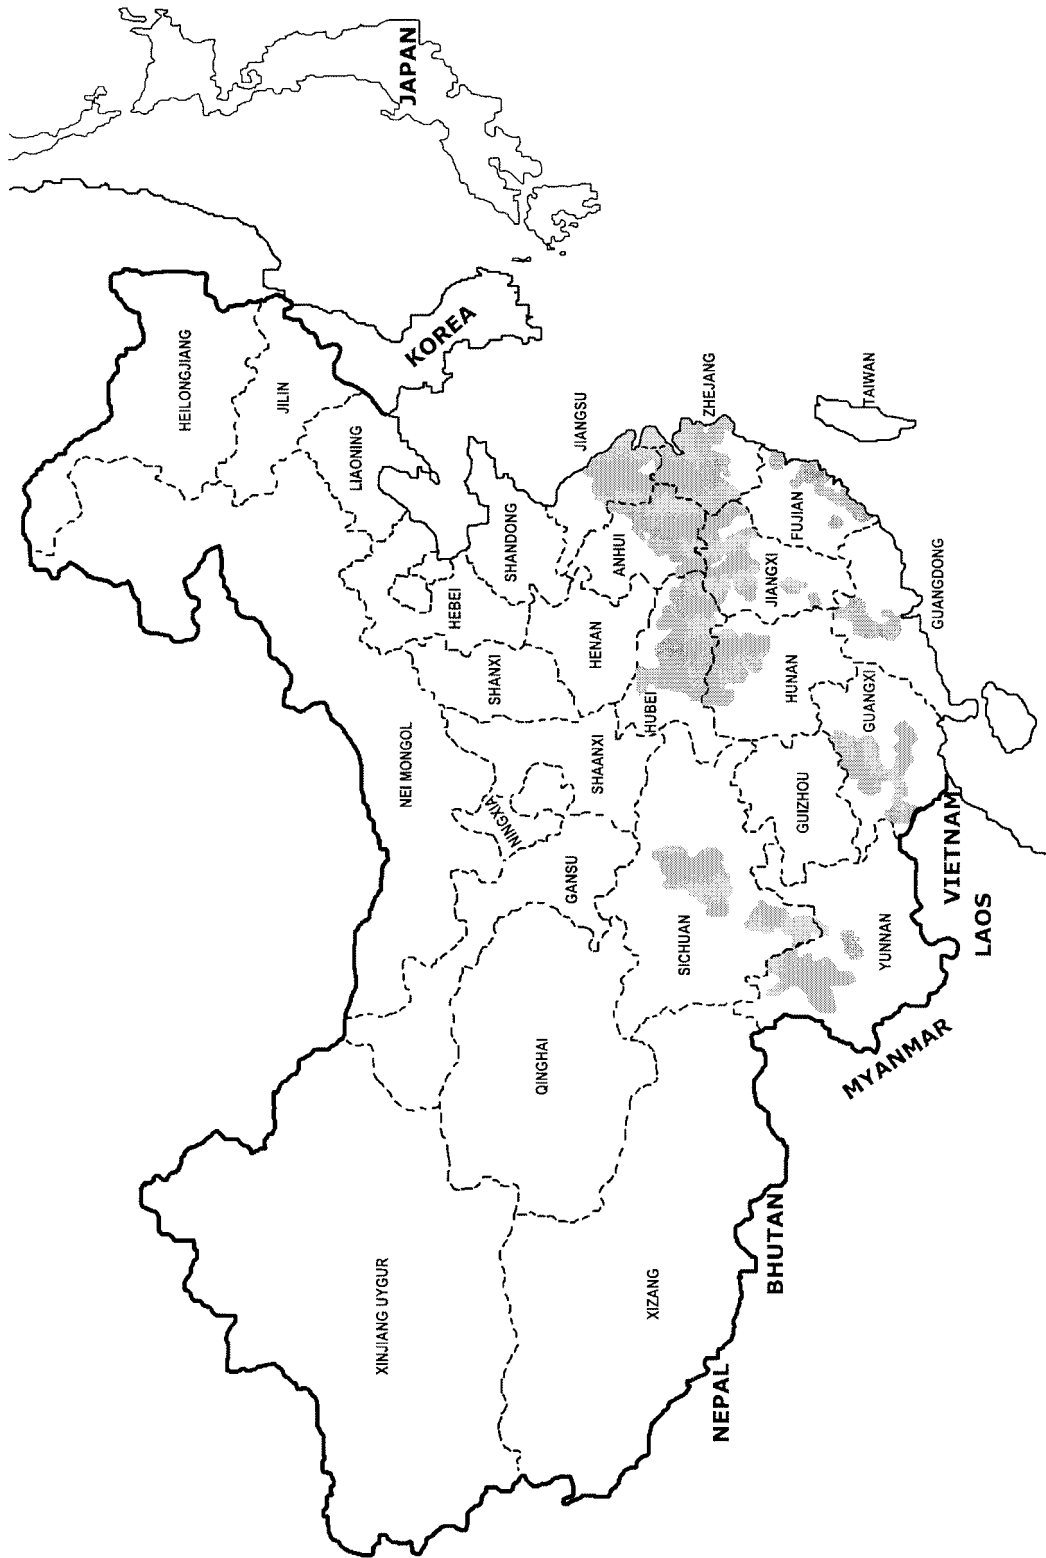 JAPAN
KOREA
HEILONGJIANG
JILIN
LIAONING
NEI MONGOL
HEBEI
SHANDONG
SHANXI
NINGXIA
SHAANXI
HENAN
JIANGSU
ANHUI
GANSU
QINGHAI
XINJIANG UYGUR
XIZANG
SICHUAN
HUBEI
ZHEJANG
JIANGXI
HUNAN
FUJIAN
TAIWAN
GUIZHOU
GUANGXI
GUANGDONG
YUNNAN
VIETNAM
LAOS
MYANMAR
BHUTAN
NEPAL